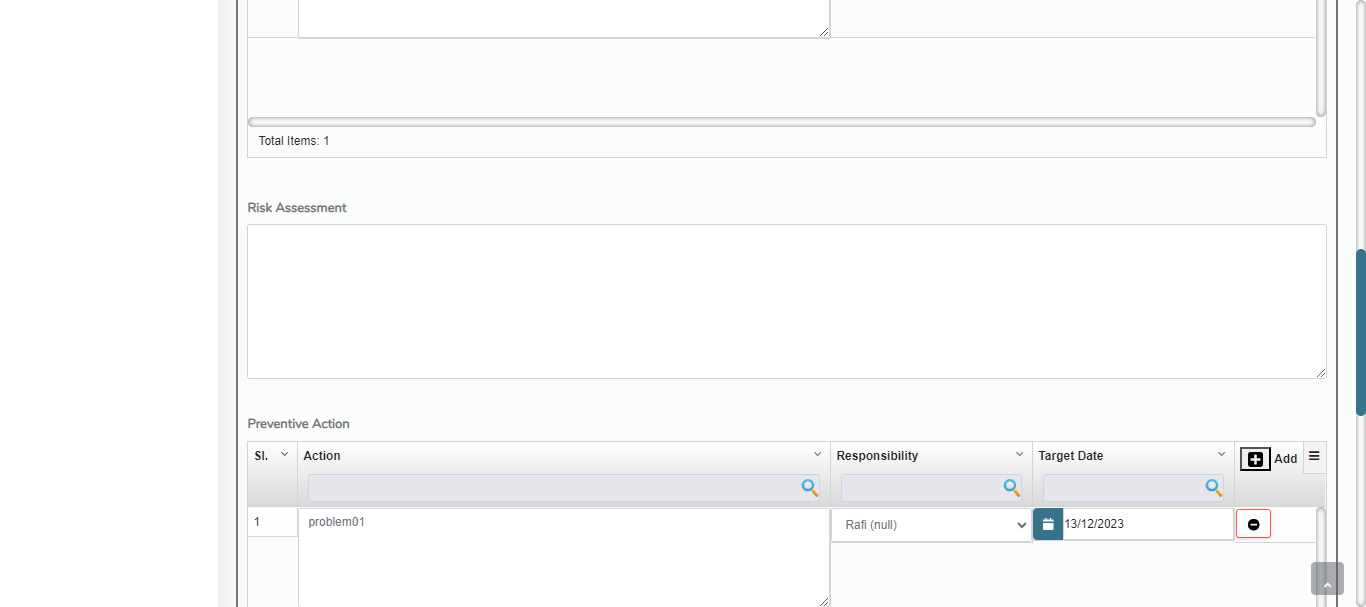 Total Items: 1
Risk Assessment
Preventive Action
Sl. Action Responsibility Target Date Add
1 problem01 Rafi (null) 13/12/2023